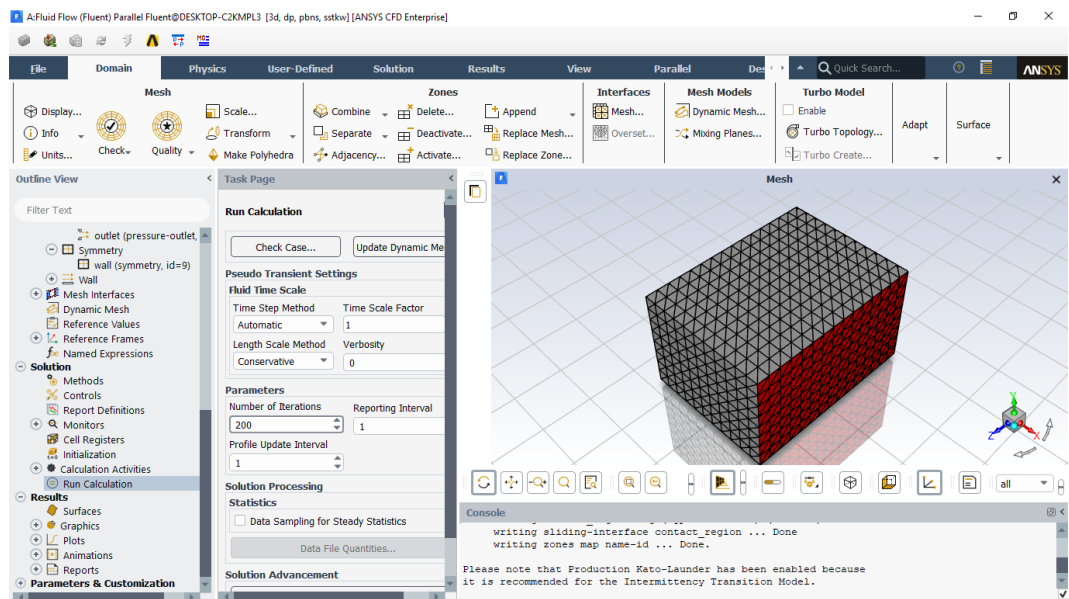 A:Fluid Flow (Fluent) Parallel Fluent@DESKTOP-C2KMPL3 [3d, dp, pbns, sstkw] [ANSYS CFD Enterprise]
File Domain Physics User-Defined Solution Results View Parallel Des Quick Search... ANSYS
Mesh Zones Interfaces Mesh Models Turbo Model
Display... Scale... Combine Delete... Append Mesh... Dynamic Mesh... Enable
Info Transform Separate Deactivate... Replace Mesh... Overset... Mixing Planes... Turbo Topology... Adapt Surface
Units... Check Quality Make Polyhedra Adjacency... Activate... Replace Zone... Turbo Create...
Outline View
Filter Text
outlet (pressure-outlet,
Symmetry
wall (symmetry, id=9)
Wall
Mesh Interfaces
Dynamic Mesh
Reference Values
Reference Frames
Named Expressions
Solution
Methods
Controls
Report Definitions
Monitors
Cell Registers
Initialization
Calculation Activities
Run Calculation
Results
Surfaces
Graphics
Plots
Animations
Reports
Parameters & Customization
Task Page
Run Calculation
Check Case... Update Dynamic Me
Pseudo Transient Settings
Fluid Time Scale
Time Step Method Time Scale Factor
Automatic 1
Length Scale Method Verbosity
Conservative 0
Parameters
Number of Iterations Reporting Interval
200 1
Profile Update Interval
1
Solution Processing
Statistics
Data Sampling for Steady Statistics
Data File Quantities...
Solution Advancement
Mesh
Y
Z X
all
Console
writing sliding-interface contact_region ... Done
writing zones map name-id ... Done.
Please note that Production Kato-Launder has been enabled because
it is recommended for the Intermittency Transition Model.